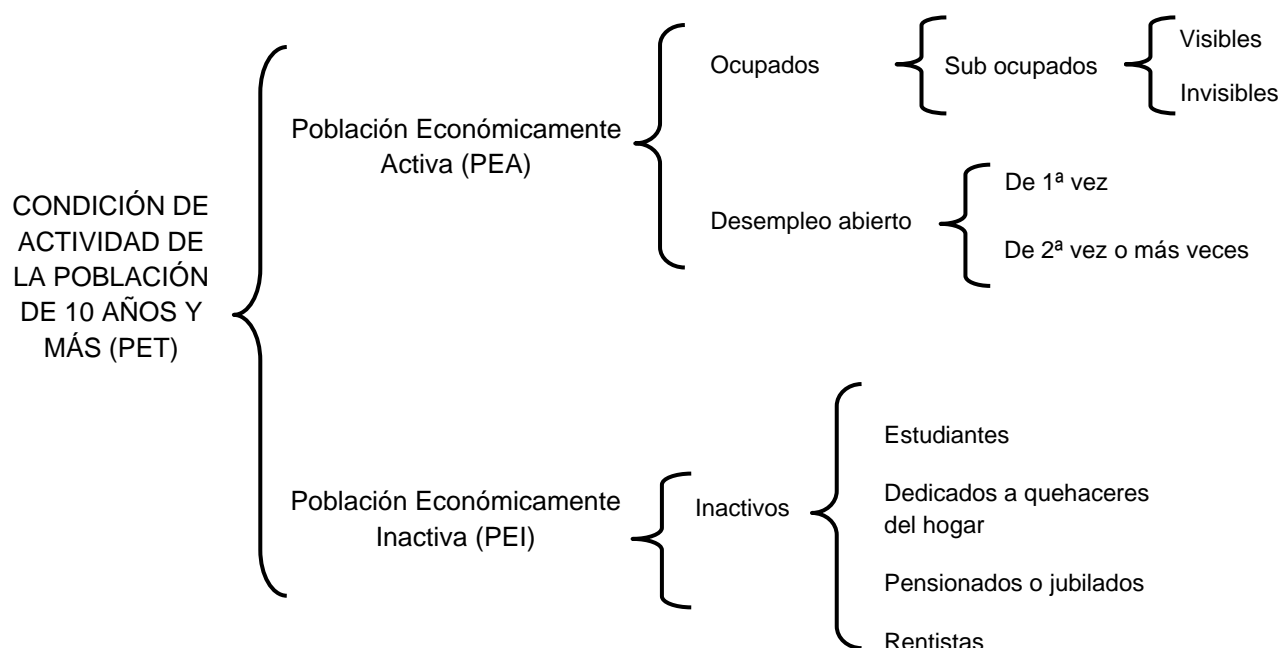 CONDICIÓN DE
ACTIVIDAD DE
LA POBLACIÓN
DE 10 AÑOS Y
MÁS (PET)
Población Económicamente
Activa (PEA)
Ocupados
Sub ocupados
Visibles
Invisibles
Desempleo abierto
De 1ª vez
De 2ª vez o más veces
Población Económicamente
Inactiva (PEI)
Inactivos
Estudiantes
Dedicados a quehaceres
del hogar
Pensionados o jubilados
Rentistas